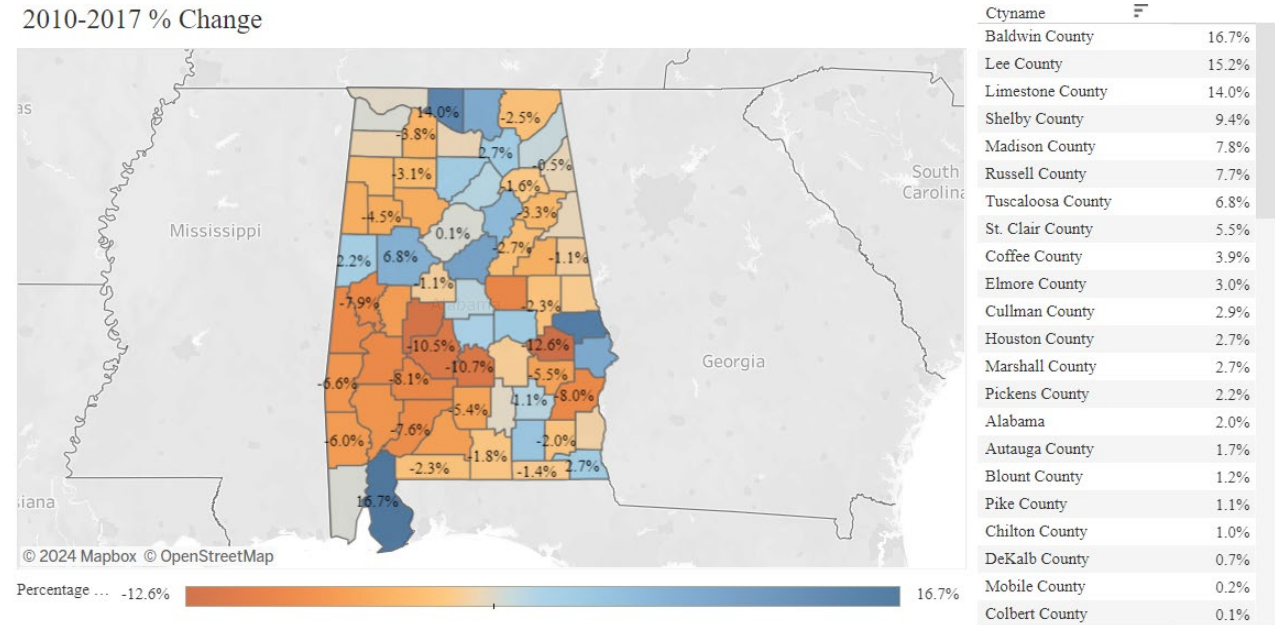 2010-2017 % Change
as
Mississippi
Alabama
Georgia
South
Carolina
siana
14.0%
-2.5%
-3.8%
2.7%
-0.5%
-3.1%
-1.6%
-4.5%
-3.3%
0.1%
2.2%
6.8%
-2.7%
-1.1%
-1.1%
-7.9%
-2.3%
-10.5%
-12.6%
-10.7%
-6.6%
-8.1%
-5.5%
-5.4%
1.1%
-8.0%
-6.0%
-7.6%
-2.0%
-1.8%
-2.3%
-1.4%
2.7%
16.7%
© 2024 Mapbox © OpenStreetMap
Percentage ... -12.6% 16.7%
Ctyname
Baldwin County 16.7%
Lee County 15.2%
Limestone County 14.0%
Shelby County 9.4%
Madison County 7.8%
Russell County 7.7%
Tuscaloosa County 6.8%
St. Clair County 5.5%
Coffee County 3.9%
Elmore County 3.0%
Cullman County 2.9%
Houston County 2.7%
Marshall County 2.7%
Pickens County 2.2%
Alabama 2.0%
Autauga County 1.7%
Blount County 1.2%
Pike County 1.1%
Chilton County 1.0%
DeKalb County 0.7%
Mobile County 0.2%
Colbert County 0.1%